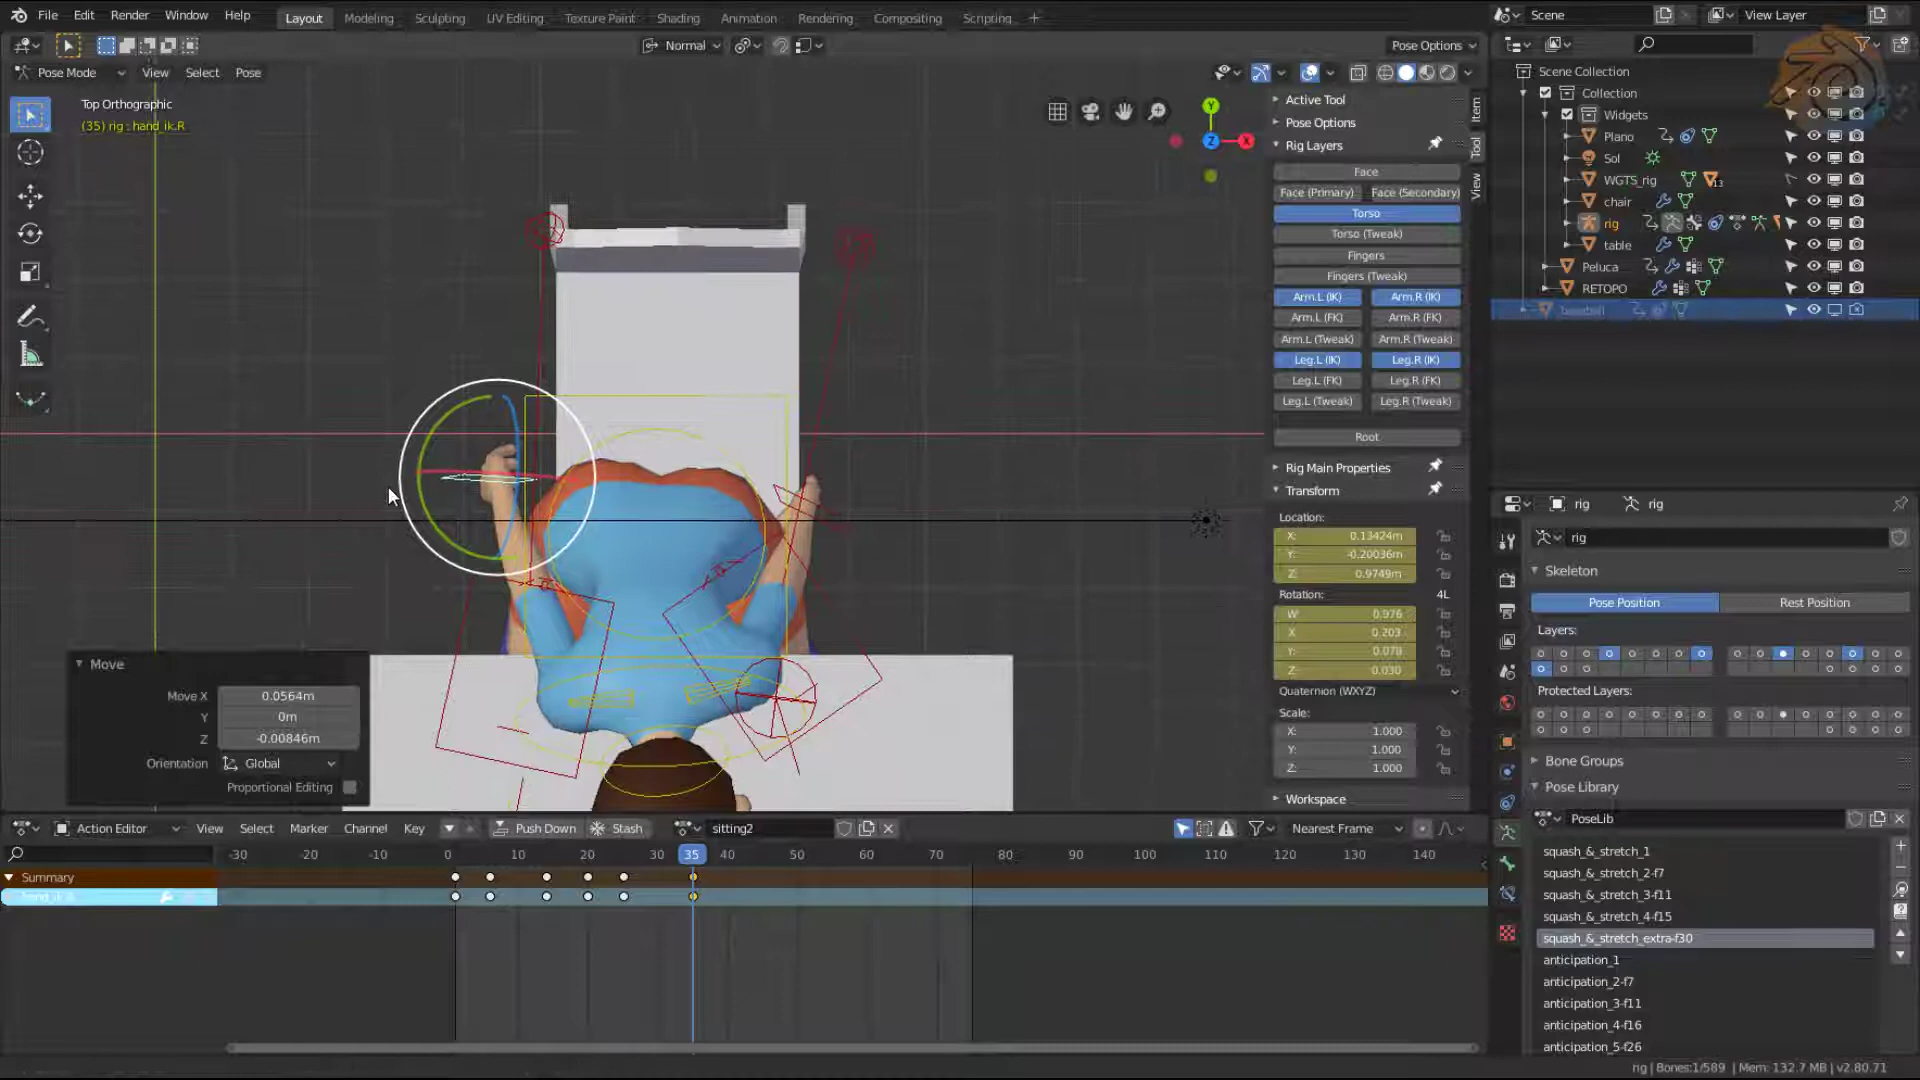 File Edit Render Window Help
Layout Modeling Sculpting UV Editing Texture Paint Shading Animation Rendering Compositing Scripting +
Scene View Layer
Normal
Pose Options
Pose Mode View Select Pose
Top Orthographic
(35) rig : hand_ik.R
Y
X
Z
Item
Tool
View
Active Tool
Pose Options
Rig Layers
Face
Face (Primary) Face (Secondary)
Torso
Torso (Tweak)
Fingers
Fingers (Tweak)
Arm.L (IK) Arm.R (IK)
Arm.L (FK) Arm.R (FK)
Arm.L (Tweak) Arm.R (Tweak)
Leg.L (IK) Leg.R (IK)
Leg.L (FK) Leg.R (FK)
Leg.L (Tweak) Leg.R (Tweak)
Root
Rig Main Properties
Transform
Location:
X: 0.13424m
Y: -0.20036m
Z: 0.9749m
Rotation: 4L
W: 0.976
X: 0.203
Y: 0.078
Z: 0.030
Quaternion (WXYZ)
Scale:
X: 1.000
Y: 1.000
Z: 1.000
Workspace
Move
Move X 0.0564m
Y 0m
Z -0.00846m
Orientation Global
Proportional Editing
Scene Collection
Collection
Widgets
Plano
Sol
WGTS_rig 13
chair
rig
table
Peluca
RETOPO
rig rig
rig
Skeleton
Pose Position Rest Position
Layers:
Protected Layers:
Bone Groups
Pose Library
PoseLib
squash_&_stretch_1
squash_&_stretch_2-f7
squash_&_stretch_3-f11
squash_&_stretch_4-f15
squash_&_stretch_extra-f30
anticipation_1
anticipation_2-f7
anticipation_3-f11
anticipation_4-f16
anticipation_5-f26
Action Editor View Select Marker Channel Key Push Down Stash sitting2 Nearest Frame
-30 -20 -10 0 10 20 30 35 40 50 60 70 80 90 100 110 120 130 140
Summary
rig | Bones:1/589 | Mem: 132.7 MB | v2.80.71